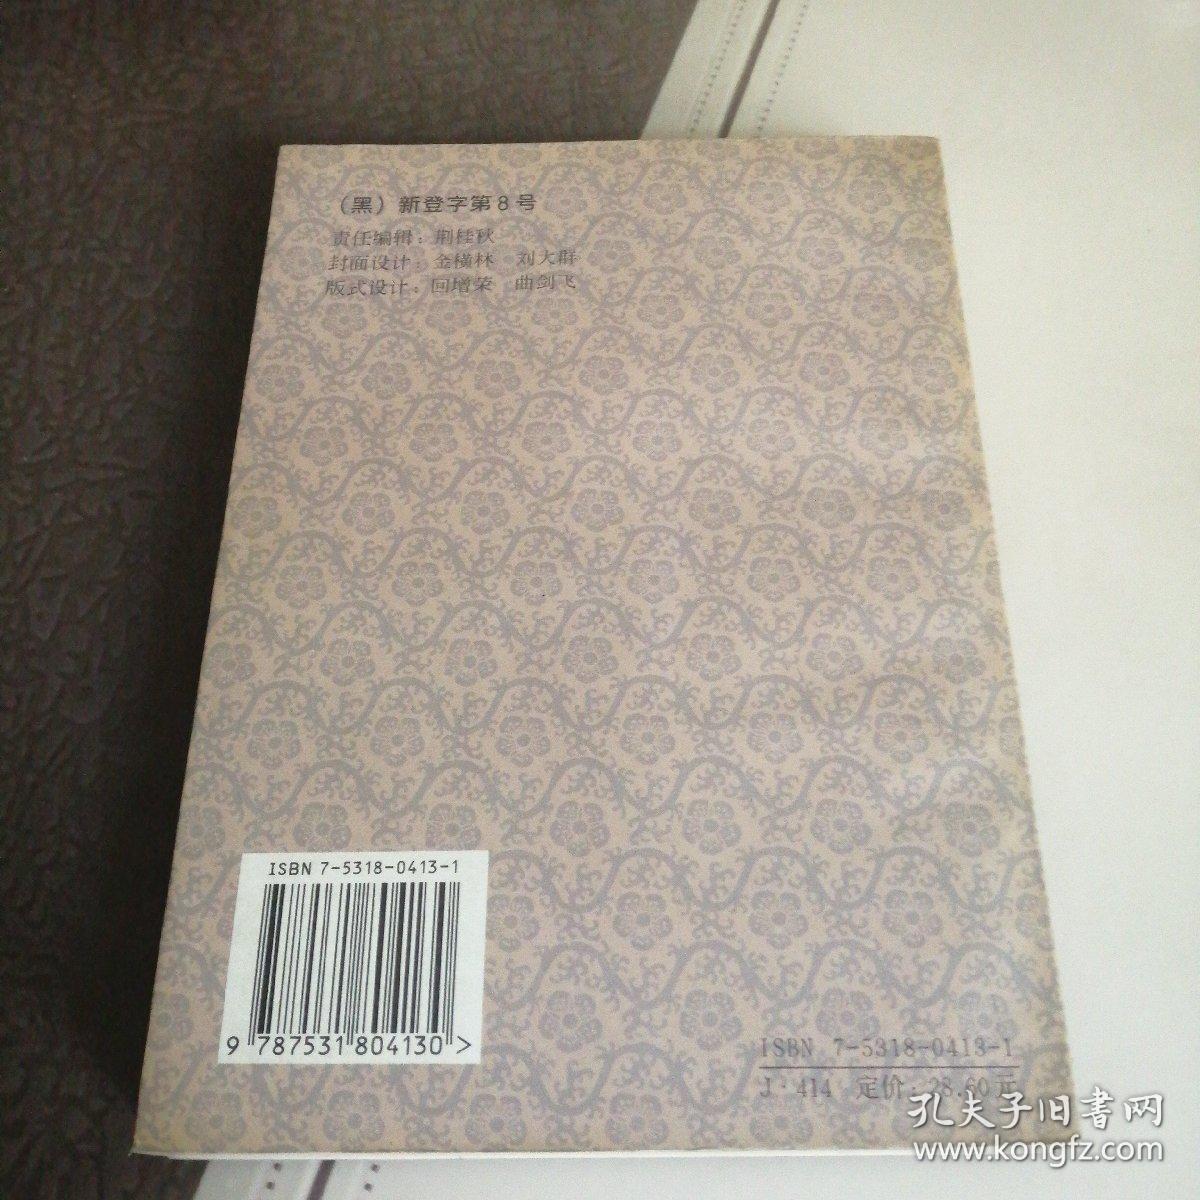 （黑）新登字第8号
责任编辑：荆桂秋
封面设计：金横林　刘大群
版式设计：回增荣　曲剑飞
ISBN 7-5318-0413-1
9 787531 804130 >
ISBN 7-5318-0413-1
J·414 定价：28.60元
孔夫子旧書网
www.kongfz.com